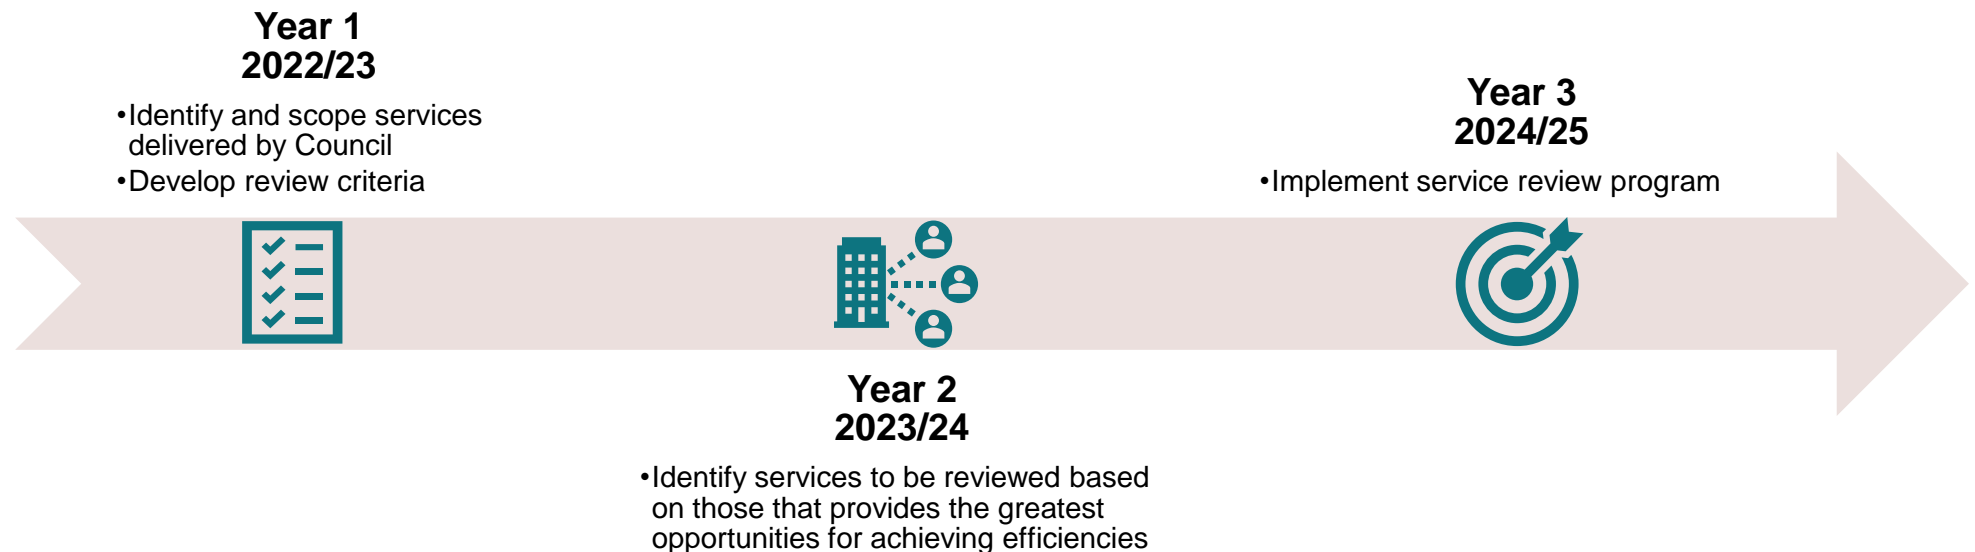 Year 1
2022/23
•Identify and scope services
delivered by Council
•Develop review criteria
Year 2
2023/24
•Identify services to be reviewed based
on those that provides the greatest
opportunities for achieving efficiencies
Year 3
2024/25
•Implement service review program